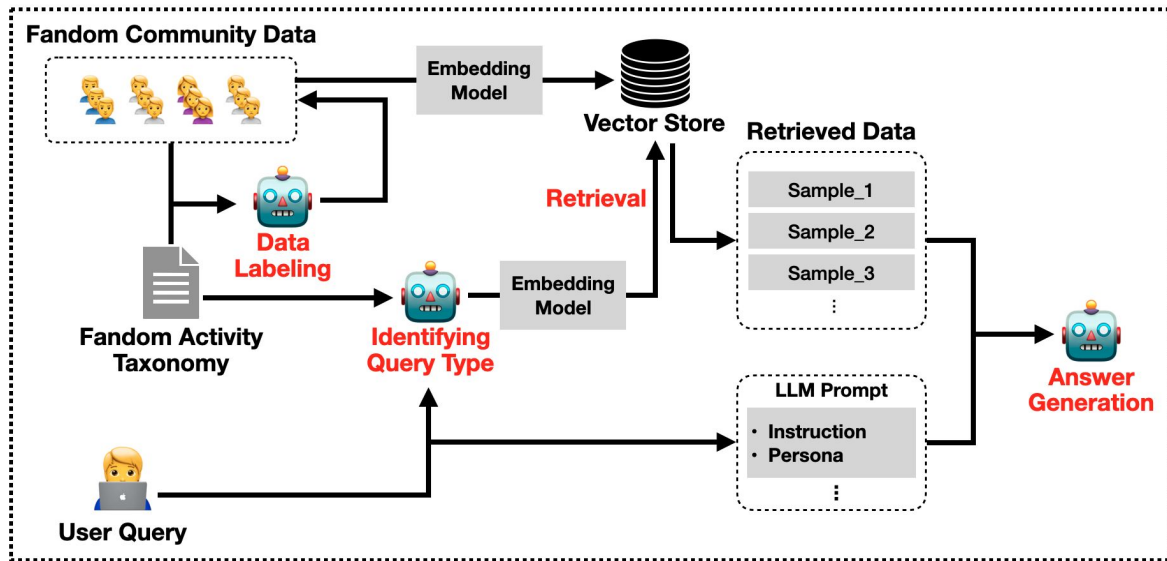 Fandom Community Data
Embedding
Model
Vector Store
Retrieved Data
Sample_1
Sample_2
Sample_3
⋮
Retrieval
Data
Labeling
Fandom Activity
Taxonomy
Identifying
Query Type
Embedding
Model
LLM Prompt
• Instruction
• Persona
⋮
Answer
Generation
User Query